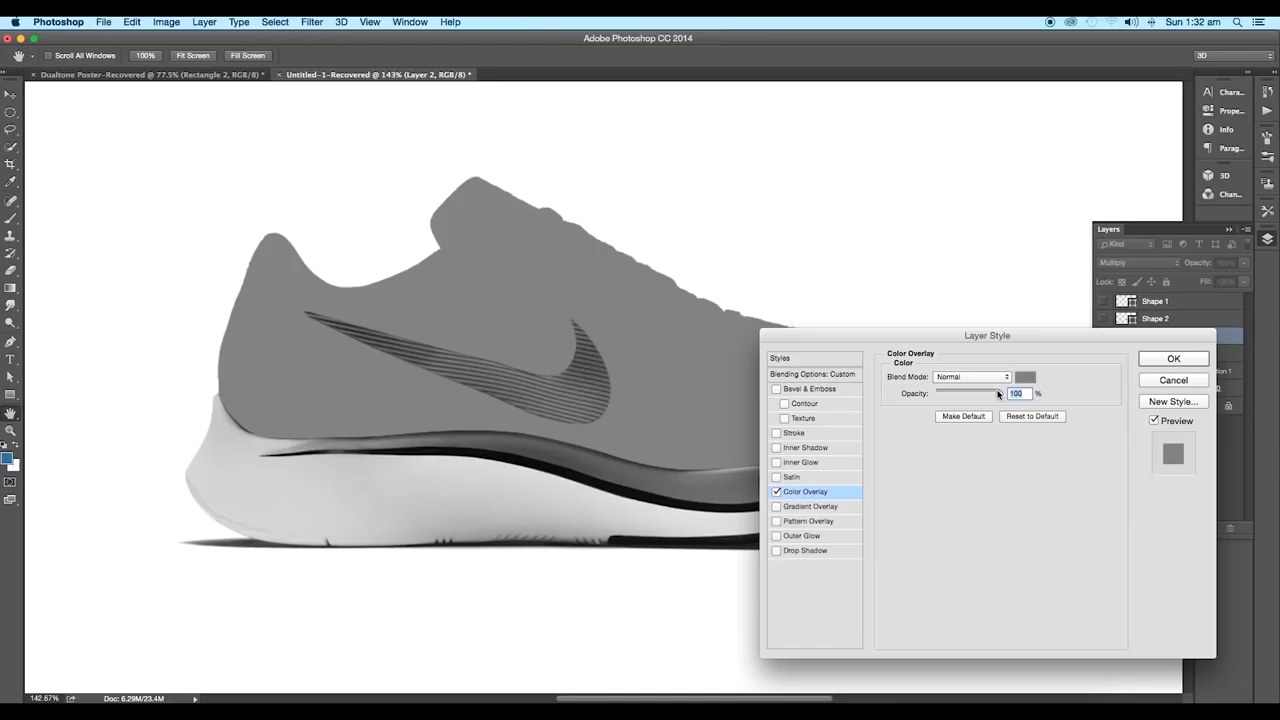 Photoshop File Edit Image Layer Type Select Filter 3D View Window Help Sun 1:32 am
Adobe Photoshop CC 2014
Scroll All Windows 100% Fit Screen Fill Screen 3D
× Dualtone Poster-Recovered @ 77.5% (Rectangle 2, RGB/8) * × Untitled-1-Recovered @ 143% (Layer 2, RGB/8) *
Chara...
Prope...
Info
Parag...
3D
Chan...
Layers
Kind
Multiply Opacity: 100%
Lock: Fill: 100%
Shape 1
Shape 2
Layer Style
Styles
Blending Options: Custom
Bevel & Emboss
Contour
Texture
Stroke
Inner Shadow
Inner Glow
Satin
Color Overlay
Gradient Overlay
Pattern Overlay
Outer Glow
Drop Shadow
Color Overlay
Color
Blend Mode: Normal
Opacity: 100 %
Make Default Reset to Default
OK
Cancel
New Style...
Preview
142.67% Doc: 6.29M/23.4M